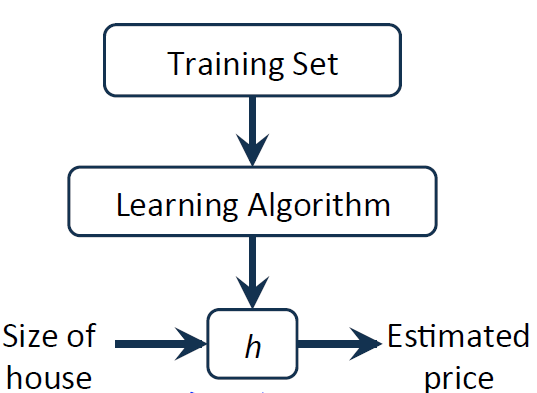 Training Set
Learning Algorithm
Size of
house
h
Estimated
price